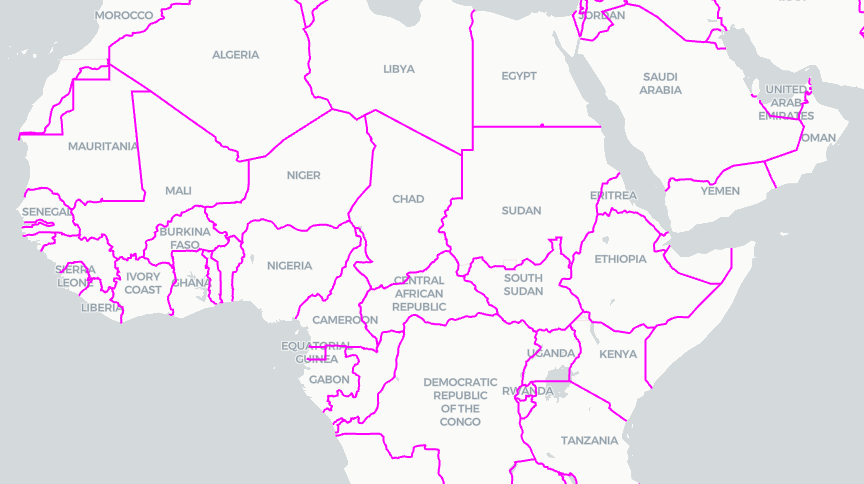 MOROCCO
JORDAN
ALGERIA
LIBYA
EGYPT
SAUDI
ARABIA
UNITED
ARAB
EMIRATES
OMAN
MAURITANIA
MALI
NIGER
CHAD
SUDAN
ERITREA
YEMEN
SENEGAL
BURKINA
FASO
NIGERIA
ETHIOPIA
SIERRA
LEONE
IVORY
COAST
GHANA
LIBERIA
CENTRAL
AFRICAN
REPUBLIC
SOUTH
SUDAN
CAMEROON
EQUATORIAL
GUINEA
GABON
UGANDA
KENYA
RWANDA
DEMOCRATIC
REPUBLIC
OF THE
CONGO
TANZANIA